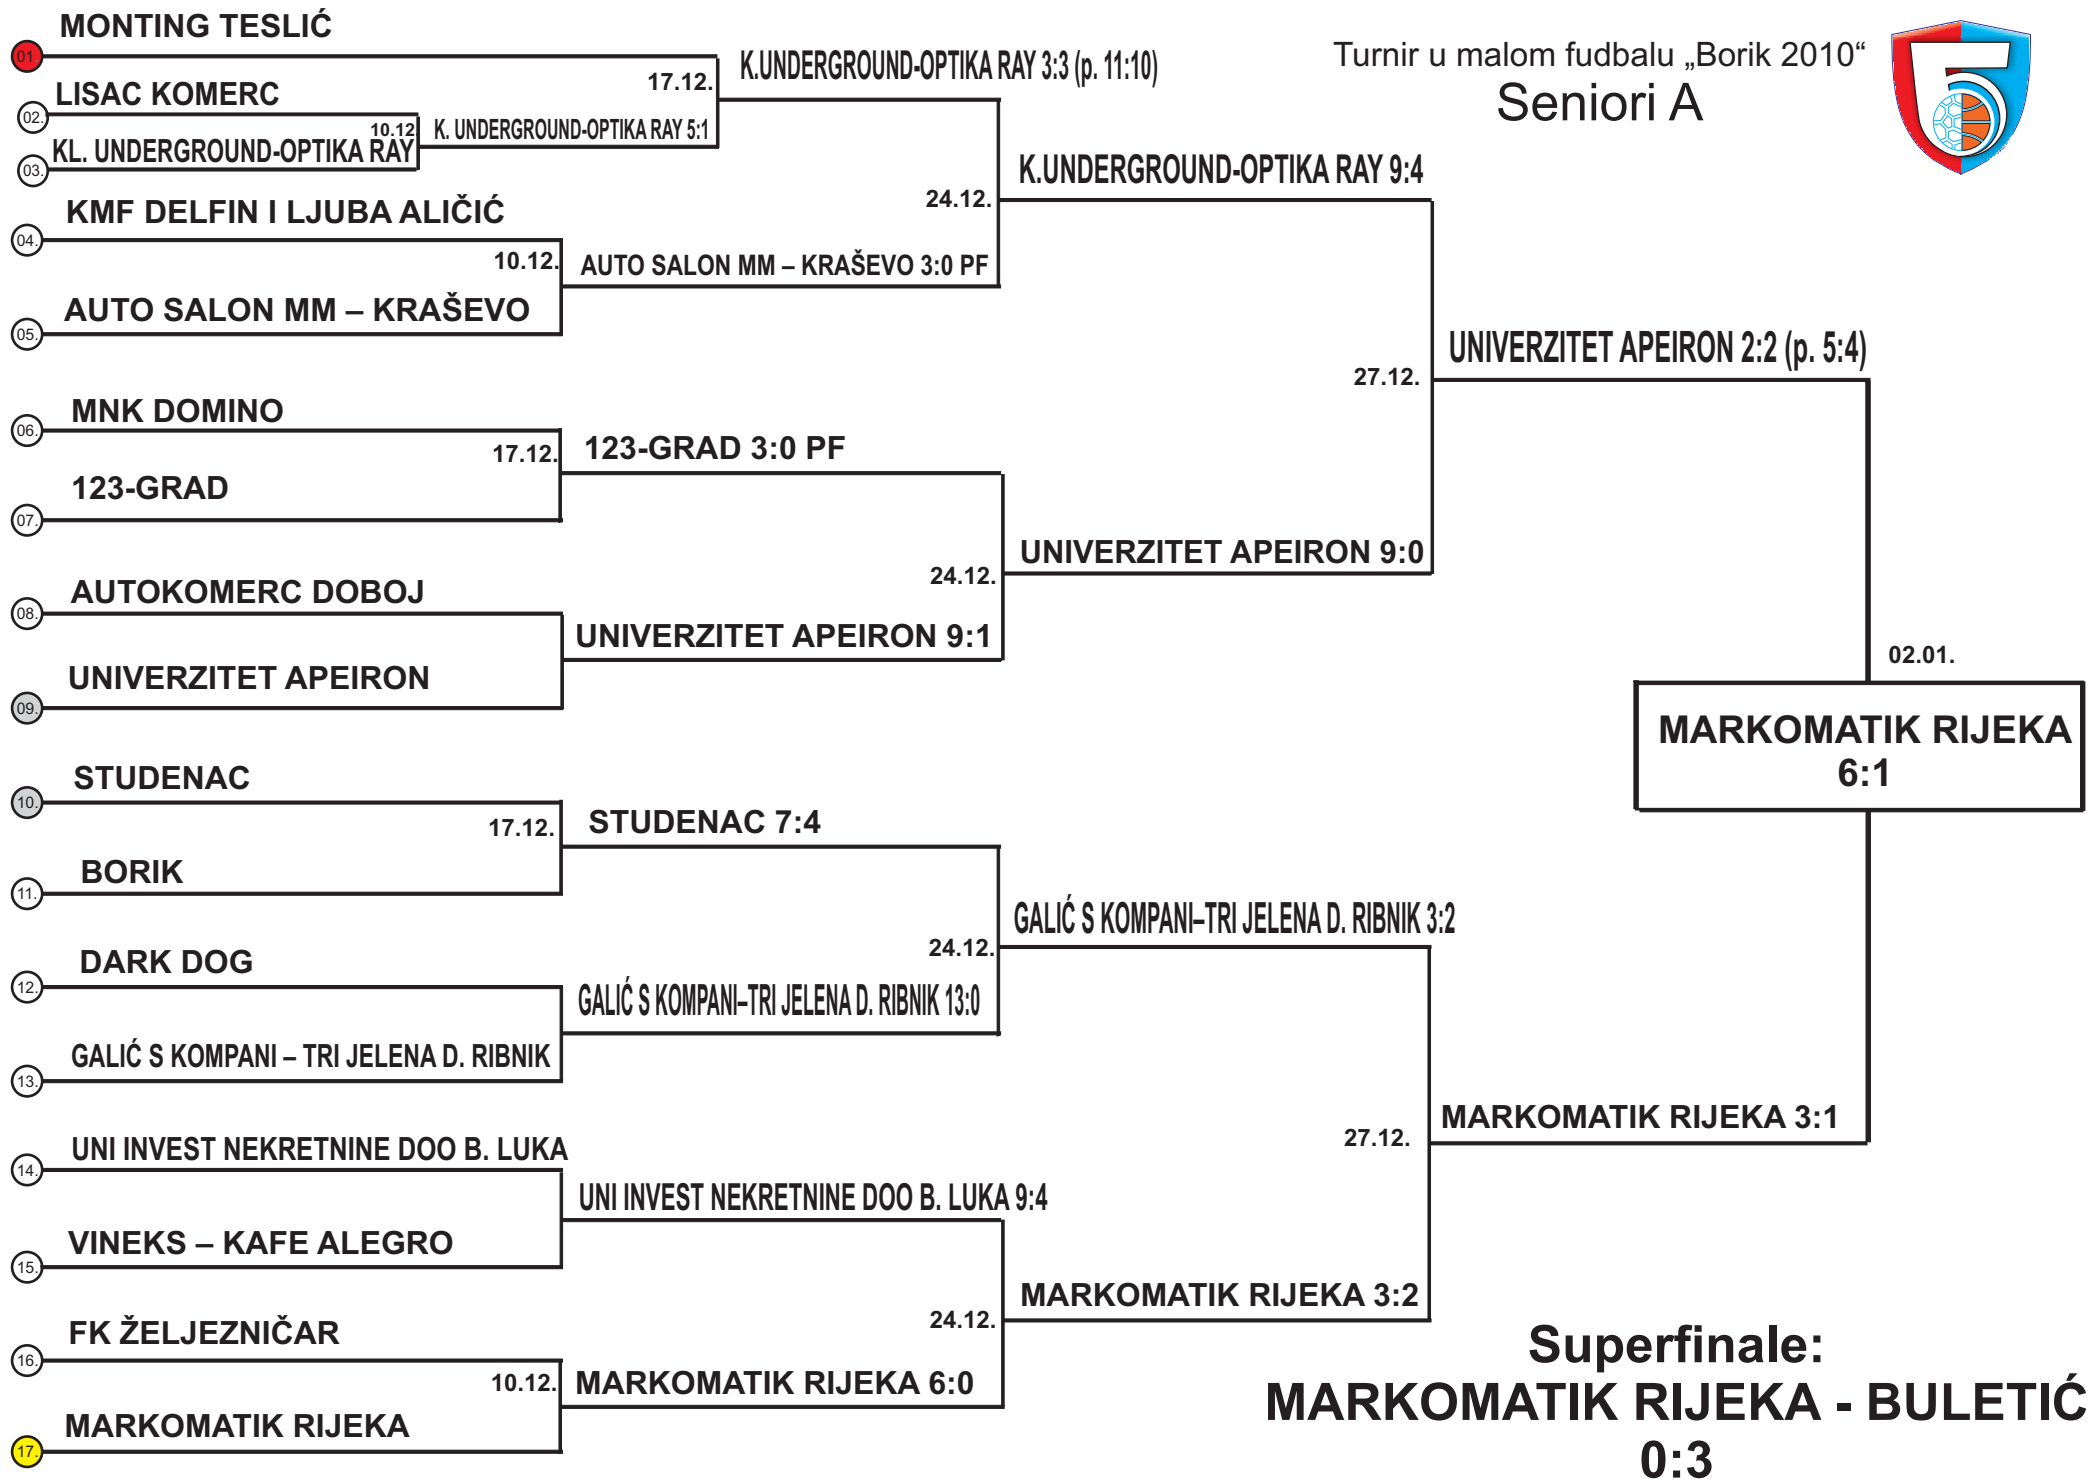 Turnir u malom fudbalu „Borik 2010“
Seniori A
01.
MONTING TESLIĆ
02.
LISAC KOMERC
03.
KL. UNDERGROUND-OPTIKA RAY
10.12
K. UNDERGROUND-OPTIKA RAY 5:1
17.12.
K.UNDERGROUND-OPTIKA RAY 3:3 (p. 11:10)
04.
KMF DELFIN I LJUBA ALIČIĆ
05.
AUTO SALON MM – KRAŠEVO
10.12.
AUTO SALON MM – KRAŠEVO 3:0 PF
24.12.
K.UNDERGROUND-OPTIKA RAY 9:4
06.
MNK DOMINO
07.
123-GRAD
17.12.
123-GRAD 3:0 PF
08.
AUTOKOMERC DOBOJ
09.
UNIVERZITET APEIRON
UNIVERZITET APEIRON 9:1
24.12.
UNIVERZITET APEIRON 9:0
27.12.
UNIVERZITET APEIRON 2:2 (p. 5:4)
10.
STUDENAC
11.
BORIK
17.12.
STUDENAC 7:4
12.
DARK DOG
13.
GALIĆ S KOMPANI – TRI JELENA D. RIBNIK
GALIĆ S KOMPANI–TRI JELENA D. RIBNIK 13:0
24.12.
GALIĆ S KOMPANI–TRI JELENA D. RIBNIK 3:2
14.
UNI INVEST NEKRETNINE DOO B. LUKA
15.
VINEKS – KAFE ALEGRO
UNI INVEST NEKRETNINE DOO B. LUKA 9:4
16.
FK ŽELJEZNIČAR
17.
MARKOMATIK RIJEKA
10.12.
MARKOMATIK RIJEKA 6:0
24.12.
MARKOMATIK RIJEKA 3:2
27.12.
MARKOMATIK RIJEKA 3:1
02.01.
MARKOMATIK RIJEKA
6:1
Superfinale:
MARKOMATIK RIJEKA - BULETIĆ
0:3